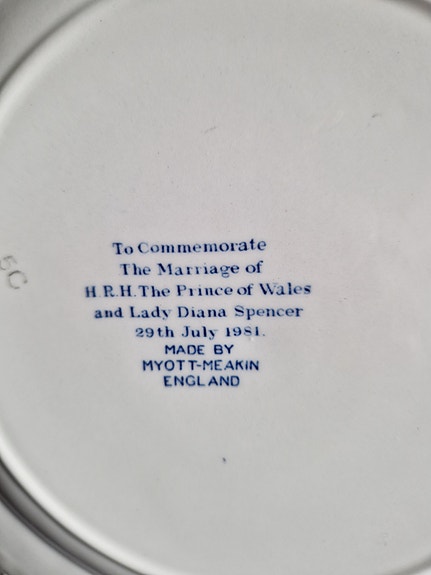 To Commemorate
The Marriage of
H.R.H. The Prince of Wales
and Lady Diana Spencer
29th July 1981.
MADE BY
MYOTT-MEAKIN
ENGLAND